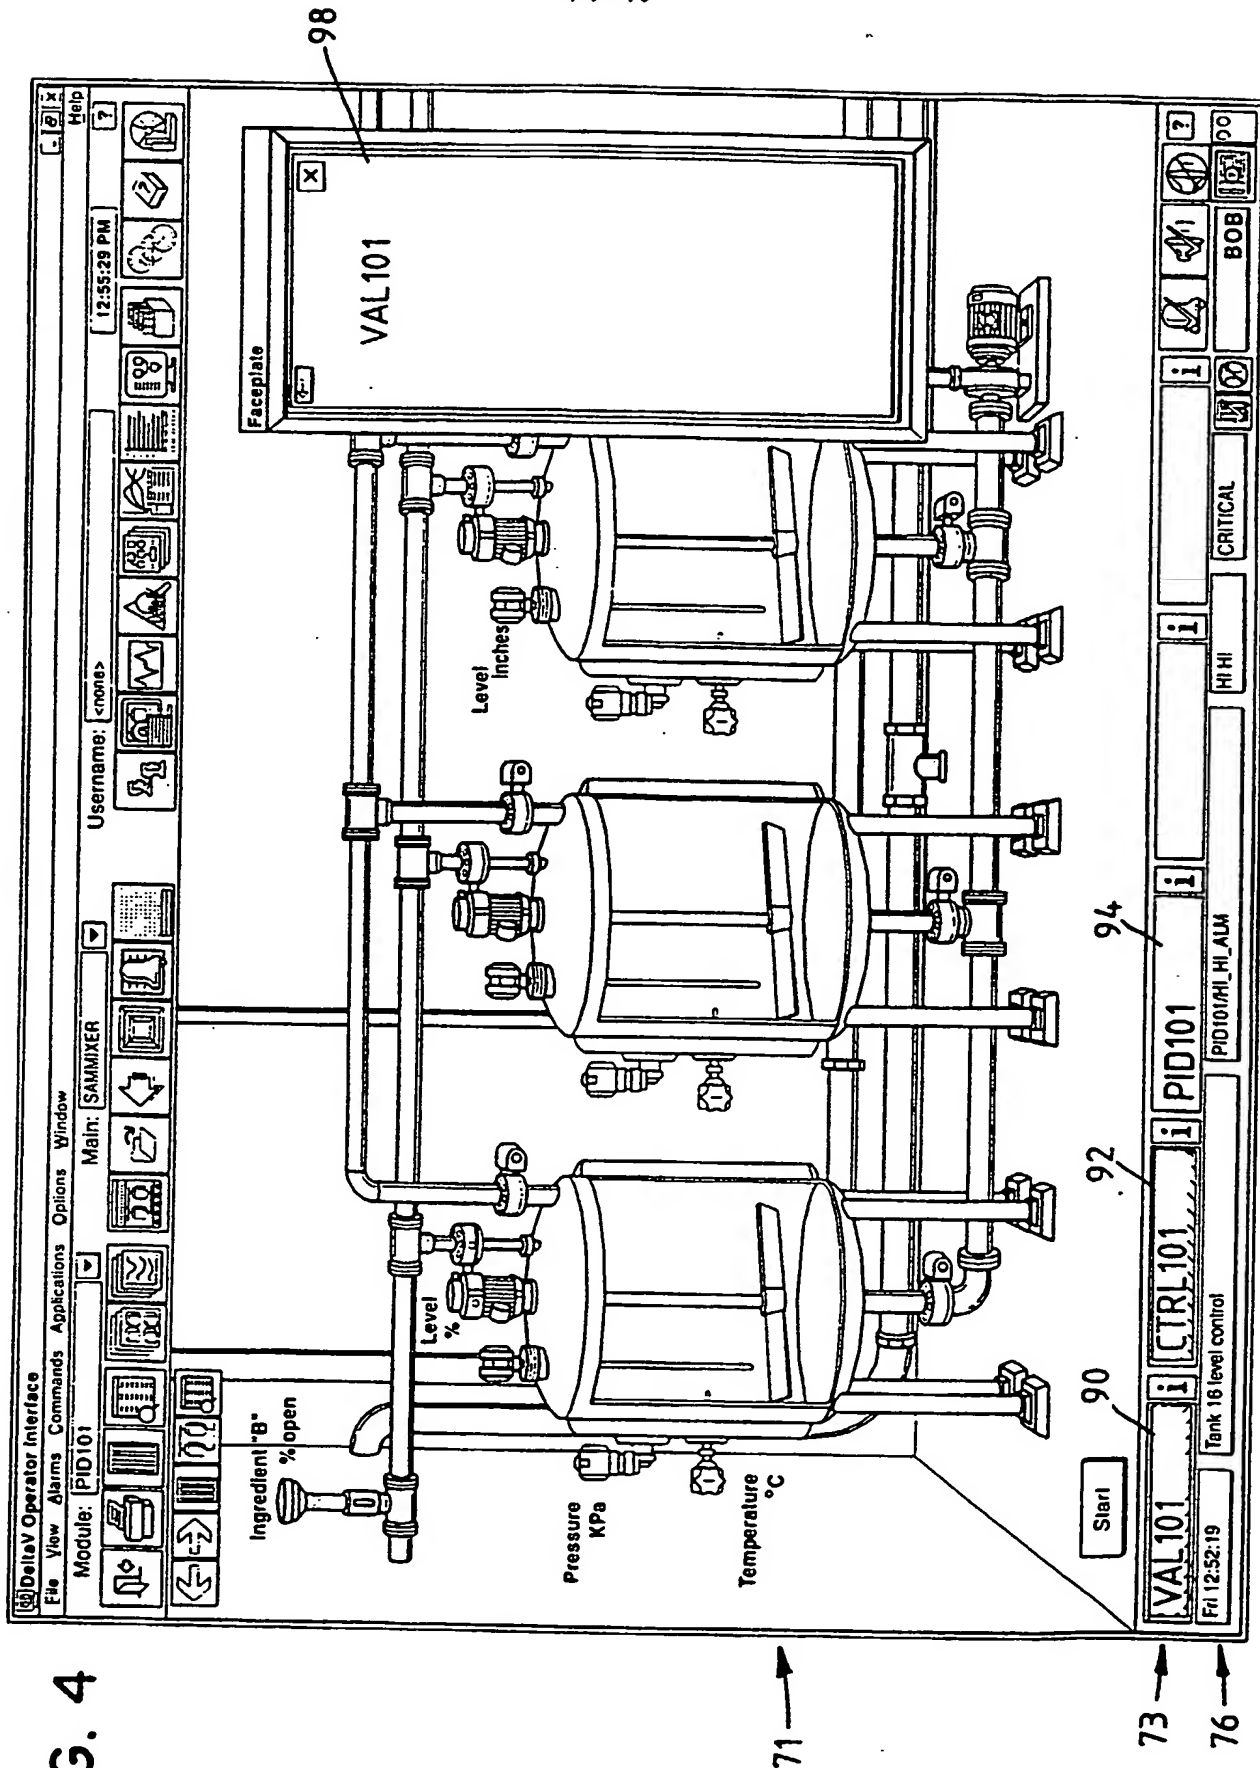 G. 4
98
DeltaV Operator Interface
File View Alarms Commands Applications Options Window Help
Module: PID101 Main: SAMMIXER Username: <none> 12:55:29 PM
?
Ingredient "B"
% open
Level
%
Level
Inches
Pressure
KPa
Temperature
°C
Faceplate
X
VAL101
Start
71
90
92
94
73
VAL101 i CTRL101 i PID101 i i i ?
76
Fri 12:52:19 Tank 16 level control PID101/HI_HI_ALM HI HI CRITICAL BOB